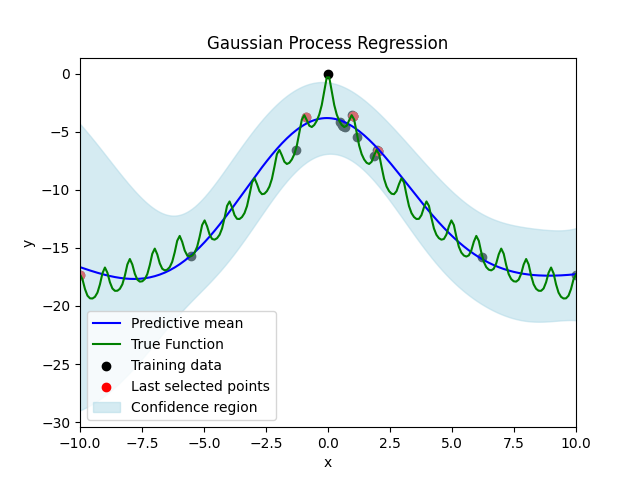 Gaussian Process Regression
0
−5
−10
−15
−20
−25
−30
y
Predictive mean
True Function
Training data
Last selected points
Confidence region
−10.0 −7.5 −5.0 −2.5 0.0 2.5 5.0 7.5 10.0
x